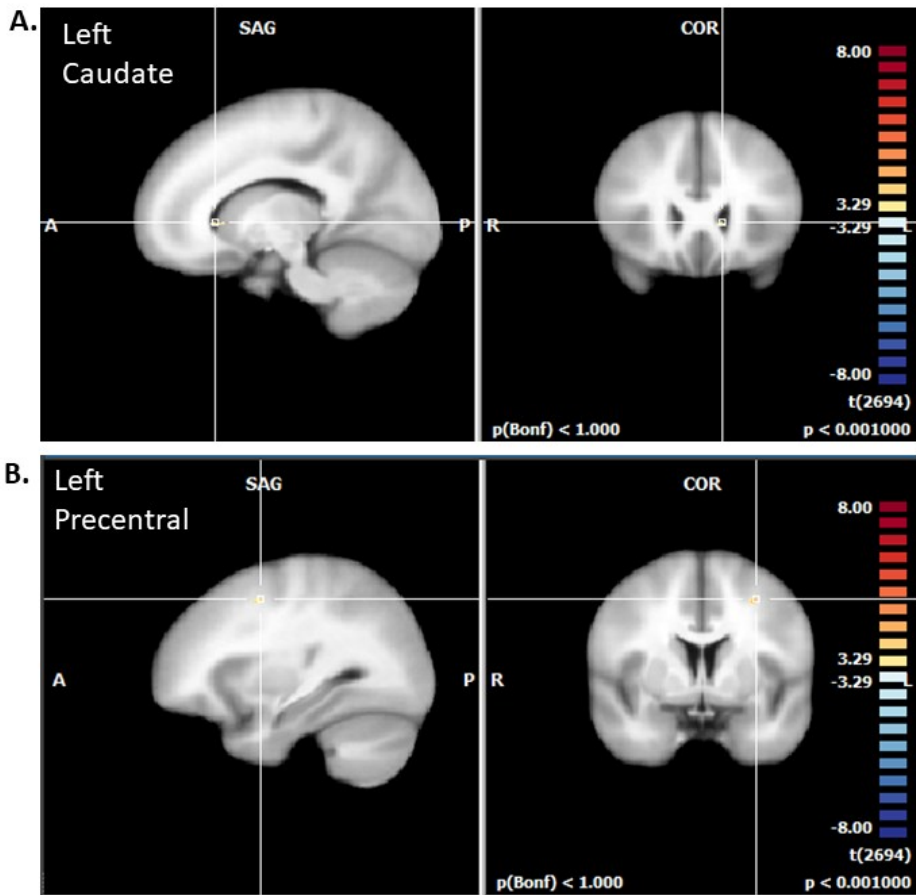 A.
Left
Caudate
SAG
COR
8.00
3.29
-3.29
A
P
R
L
-8.00
t(2694)
p(Bonf) < 1.000
p < 0.001000
B.
Left
Precentral
SAG
COR
8.00
3.29
-3.29
A
P
R
L
-8.00
t(2694)
p(Bonf) < 1.000
p < 0.001000